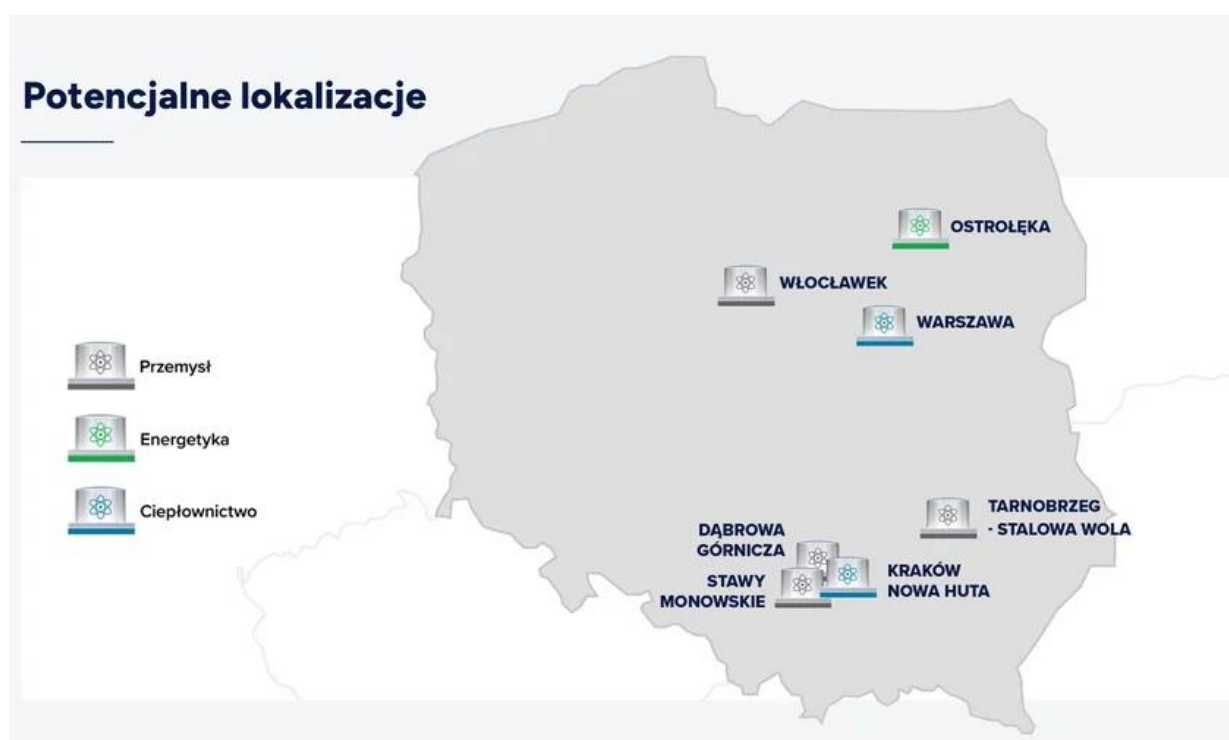 Potencjalne lokalizacje
OSTROŁĘKA
WŁOCŁAWEK
WARSZAWA
Przemysł
Energetyka
Ciepłownictwo
TARNOBRZEG
- STALOWA WOLA
DĄBROWA
GÓRNICZA
KRAKÓW
NOWA HUTA
STAWY
MONOWSKIE